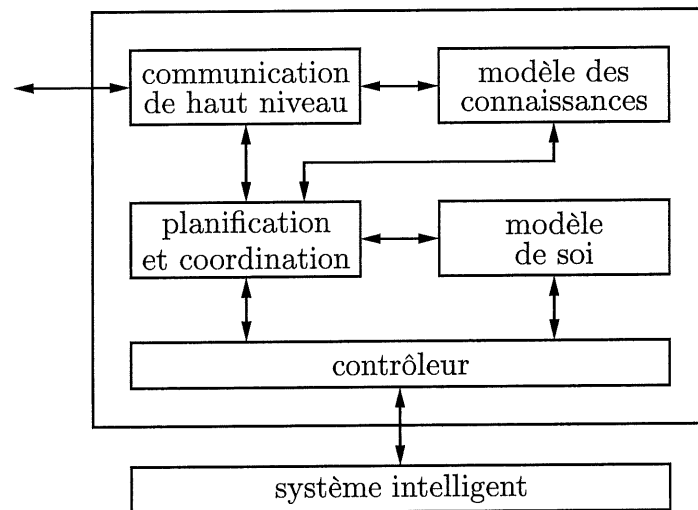 communication
de haut niveau
modèle des
connaissances
planification
et coordination
modèle
de soi
contrôleur
système intelligent